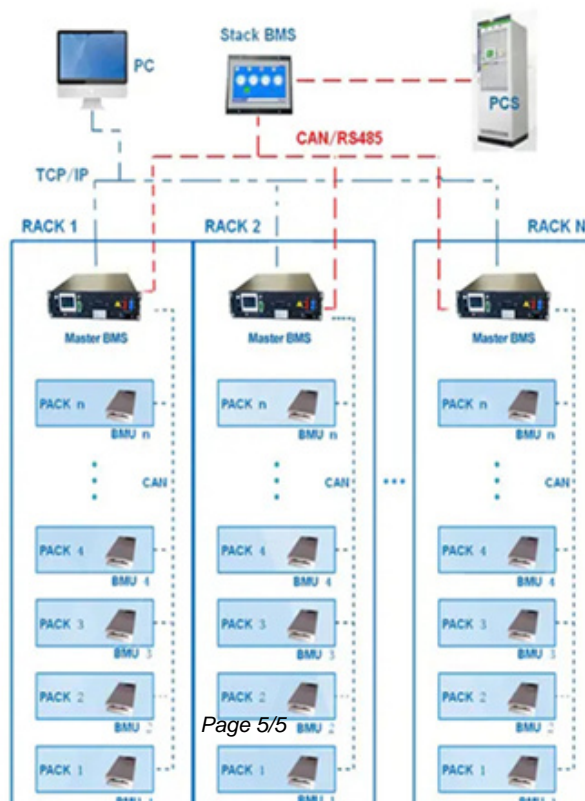 Stack BMS
PC
PCS
CAN/RS485
TCP/IP
RACK 1
RACK 2
RACK N
Master BMS
Master BMS
Master BMS
PACK n
BMU n
PACK n
BMU n
PACK n
BMU n
CAN
CAN
CAN
PACK 4
BMU 4
PACK 4
BMU 4
PACK 4
BMU 4
PACK 3
BMU 3
PACK 3
BMU 3
PACK 3
BMU 3
PACK 2
BMU 2
PACK 2
BMU 2
PACK 2
BMU 2
Page 5/5
PACK 1
PACK 1
PACK 1